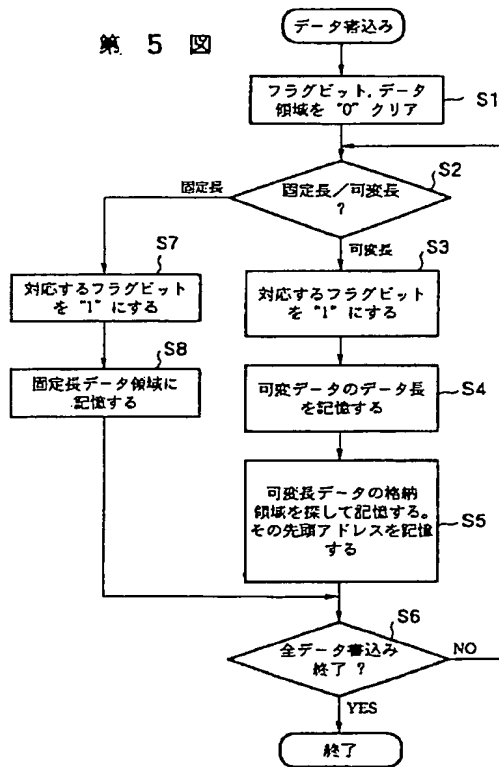 第 5 図
データ書込み
フラグビット,データ
領域を "0" クリア
S1
S2
固定長/可変長
?
固定長
可変長
S7
対応するフラグビット
を "1" にする
S3
対応するフラグビット
を "1" にする
S8
固定長データ領域に
記憶する
可変データのデータ長
を記憶する
S4
可変長データの格納
領域を探して記憶する。
その先頭アドレスを記憶
する
S5
S6
全データ書込み
終了 ?
NO
YES
終了